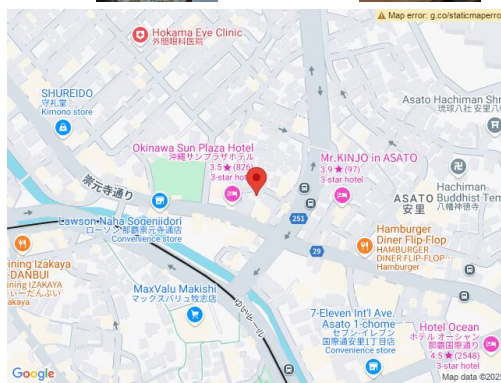 Map error: g.co/staticmaperro
Hokama Eye Clinic
外間眼科医院
SHUREIDO
守礼堂
Kimono store
Asato Hachiman Shr
琉球八社 安里八
Okinawa Sun Plaza Hotel
沖縄サンプラザホテル
3.5★(826)
3-star hotel
Mr.KINJO in ASATO
3.9★(97)
3-star hotel
崇元寺通り
ASATO
安里
Hachiman
Buddhist Temp
八幡神徳寺
Lawson Naha Sogenjidori
ローソン 那覇崇元寺通店
Convenience store
251
29
Hamburger
Diner Flip-Flop
HAMBURGER
DINER FLIP-FLOP…
Hamburger
ining Izakaya
-DANBUI
ining IZAKAYA
いーだんぶい
akaya
MaxValu Makishi
マックスバリュ牧志店
ゆいレール
7-Eleven Int'l Ave.
Asato 1-chome
セブン-イレブン
国際通安里1丁目店
Convenience store
Hotel Ocean
ホテル オーシャン
那覇国際通り
4.5★(2548)
3-star hotel
Google
Map data ©2025